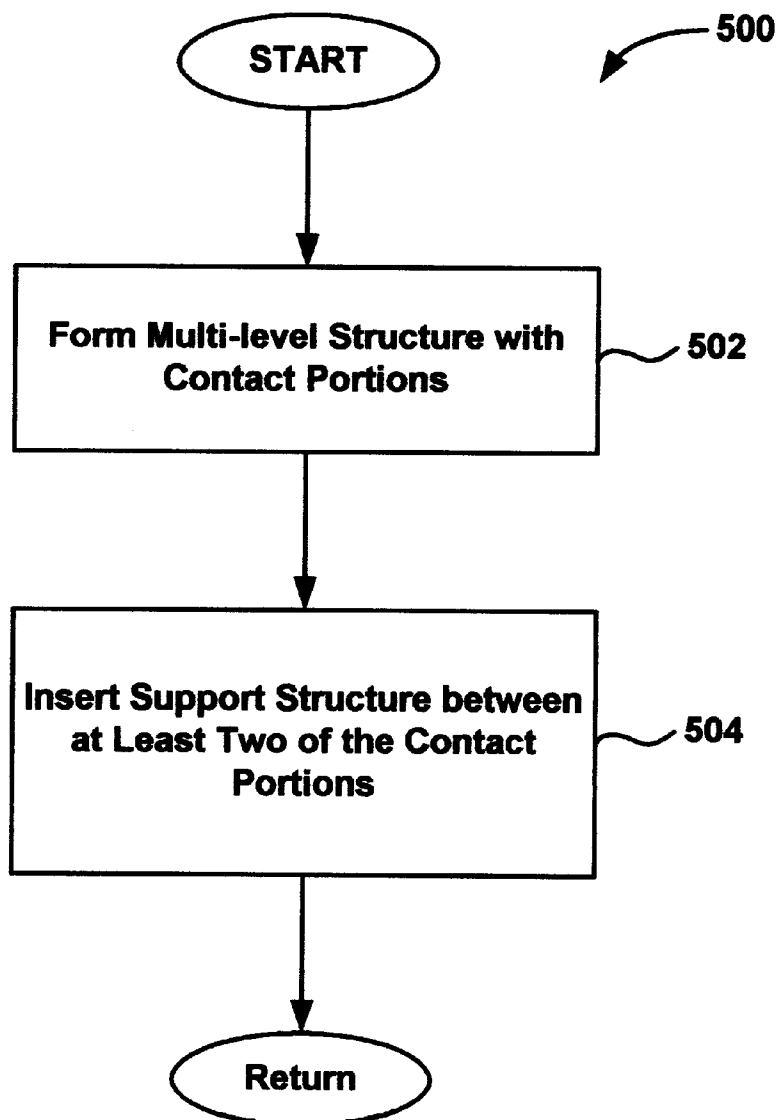 START
500
Form Multi-level Structure with
Contact Portions
502
Insert Support Structure between
at Least Two of the Contact
Portions
504
Return